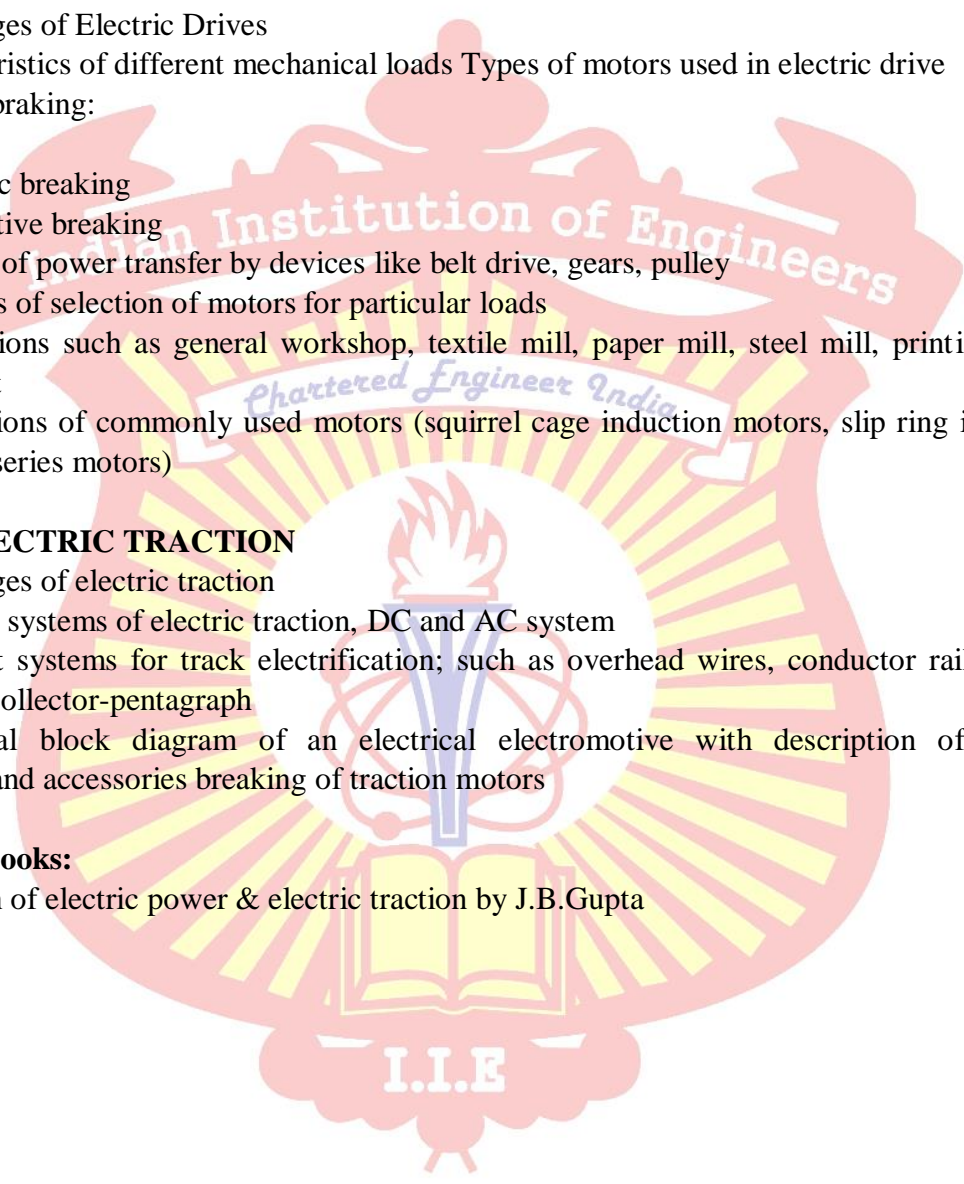 ges of Electric Drives
ristics of different mechanical loads Types of motors used in electric drive
braking:
c breaking
tive breaking
of power transfer by devices like belt drive, gears, pulley
s of selection of motors for particular loads
ions such as general workshop, textile mill, paper mill, steel mill, printi
ions of commonly used motors (squirrel cage induction motors, slip ring i
series motors)
ECTRIC TRACTION
ges of electric traction
systems of electric traction, DC and AC system
t systems for track electrification; such as overhead wires, conductor rail
ollector-pentagraph
al block diagram of an electrical electromotive with description of
and accessories breaking of traction motors
ooks:
n of electric power & electric traction by J.B.Gupta
Indian Institution of Engineers
Chartered Engineer India
I.I.E